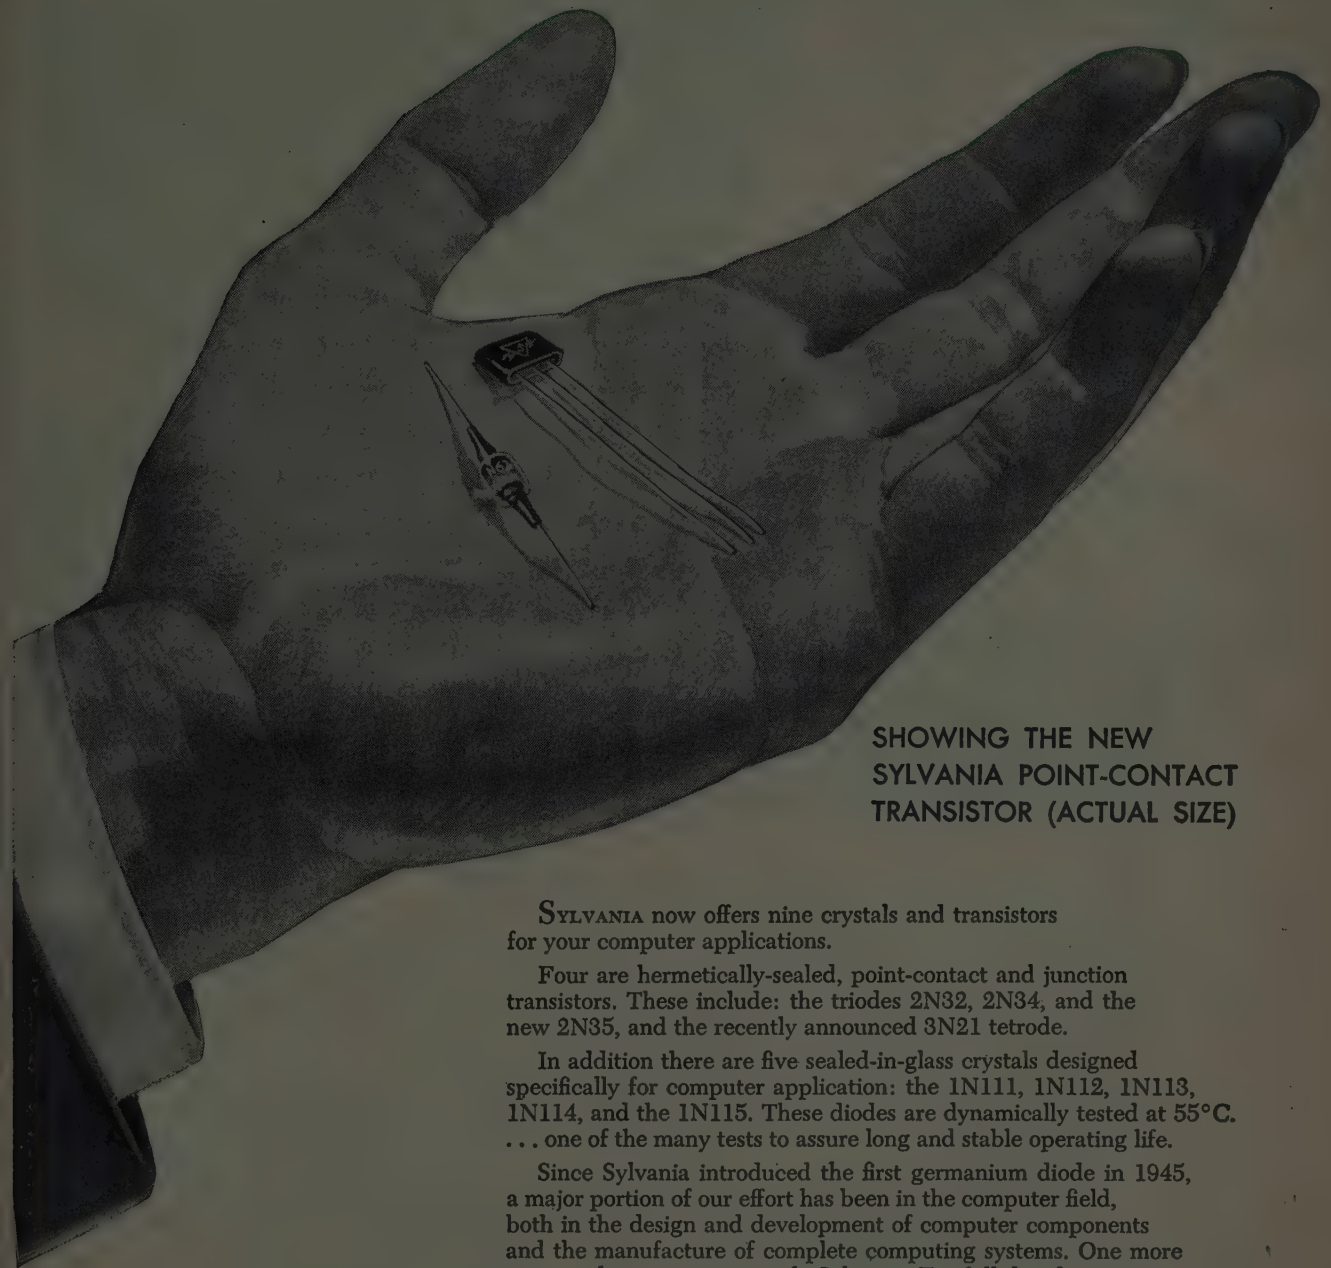 SHOWING THE NEW
SYLVANIA POINT-CONTACT
TRANSISTOR (ACTUAL SIZE)
SYLVANIA now offers nine crystals and transistors
for your computer applications.
Four are hermetically-sealed, point-contact and junction
transistors. These include: the triodes 2N32, 2N34, and the
new 2N35, and the recently announced 3N21 tetrode.
In addition there are five sealed-in-glass crystals designed
specifically for computer application: the 1N111, 1N112, 1N113,
1N114, and the 1N115. These diodes are dynamically tested at 55°C.
... one of the many tests to assure long and stable operating life.
Since Sylvania introduced the first germanium diode in 1945,
a major portion of our effort has been in the computer field,
both in the design and development of computer components
and the manufacture of complete computing systems. One more